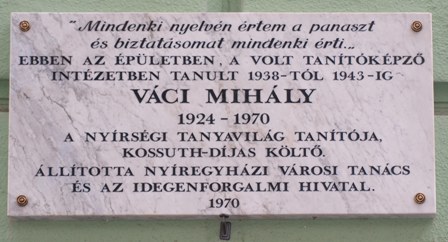 "Mindenki nyelvén értem a panaszt
és biztatásomat mindenki érti„
EBBEN AZ ÉPÜLETBEN, A VOLT TANÍTÓKÉPZŐ
INTÉZETBEN TANULT 1938-TÓL 1943-IG
VÁCI MIHÁLY
1924 - 1970
A NYÍRSÉGI TANYAVILÁG TANÍTÓJA,
KOSSUTH-DÍJAS KÖLTŐ.
ÁLLÍTOTTA NYÍREGYHÁZI VÁROSI TANÁCS
ÉS AZ IDEGENFORGALMI HIVATAL.
1970